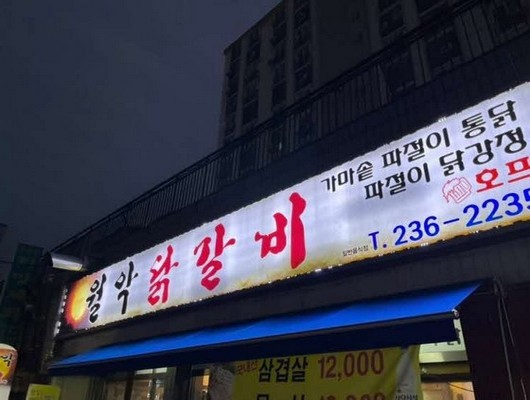 월악 닭갈비
가마솥 파절이 통닭
파절이 닭강정
호프
일반음식점
T. 236-2235
삼겹살 12,000